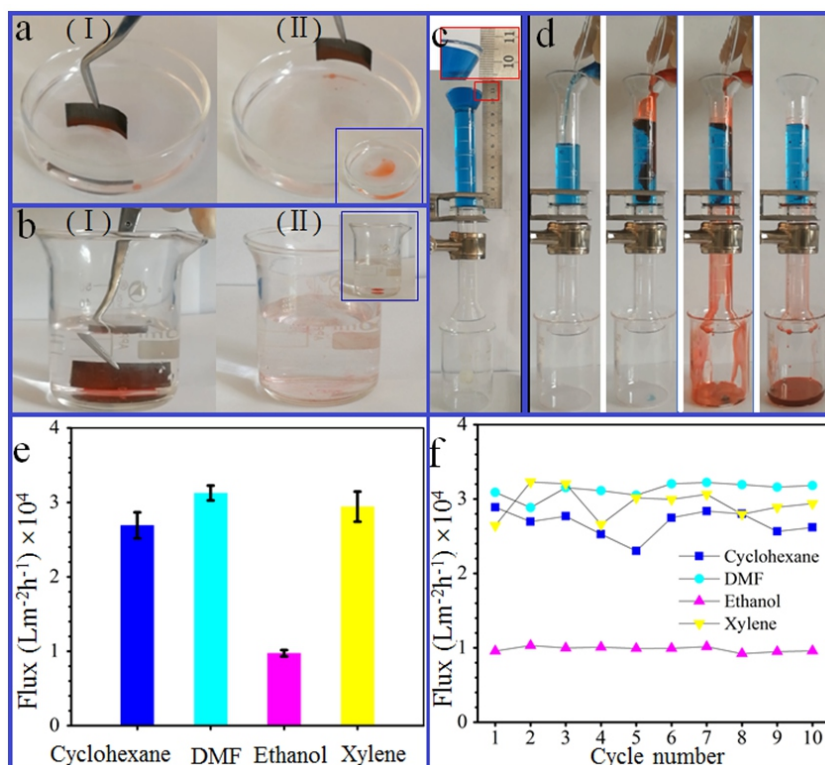 a
(Ⅰ)
(Ⅱ)
b
(Ⅰ)
(Ⅱ)
c
11
10
d
e
Flux (Lm⁻²h⁻¹) ×10⁴
4
3
2
1
0
Cyclohexane DMF Ethanol Xylene
f
Flux (Lm⁻²h⁻¹) ×10⁴
4
3
2
1
0
Cyclohexane
DMF
Ethanol
Xylene
1 2 3 4 5 6 7 8 9 10
Cycle number